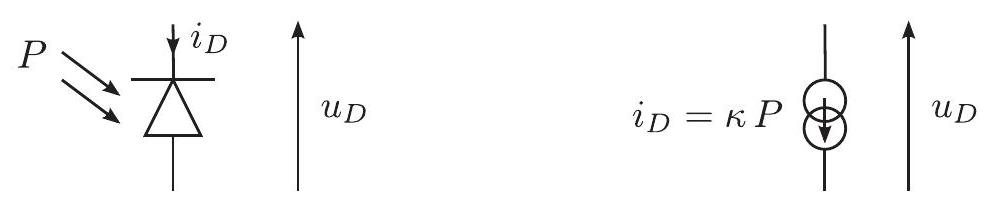 P
i_D
u_D
i_D = κ P
u_D